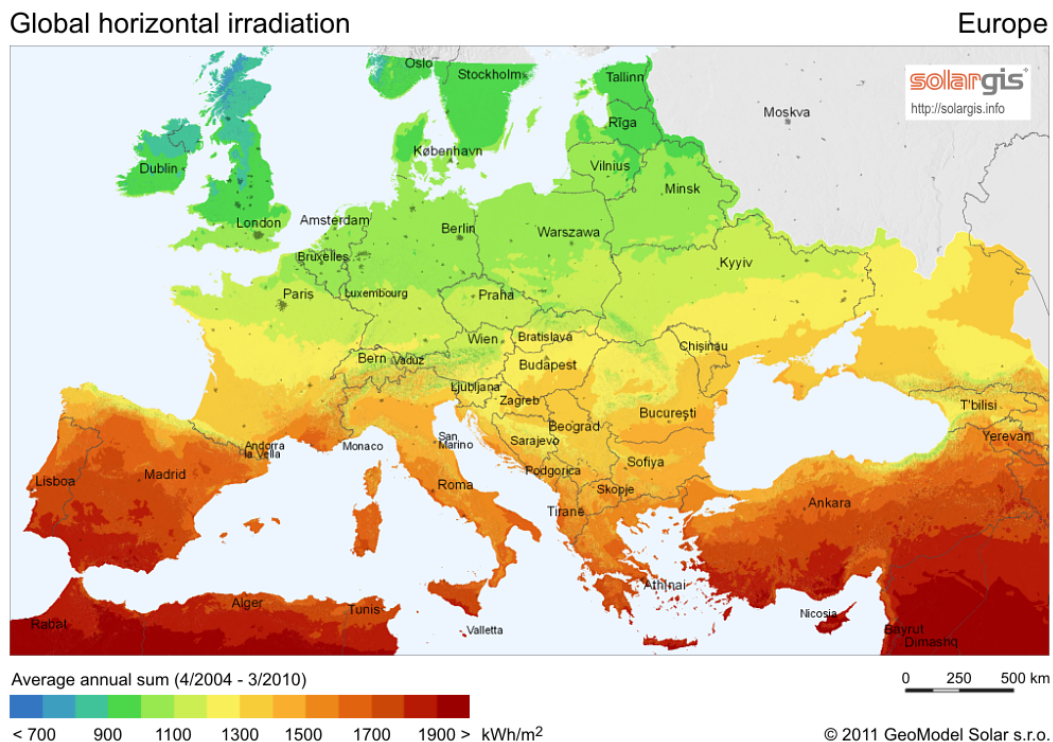 Global horizontal irradiation
Europe
solargis
http://solargis.info
Oslo
Stockholm
Tallinn
Moskva
Rīga
København
Dublin
Vilnius
Minsk
London
Amsterdam
Berlin
Warszawa
Bruxelles
Kyyiv
Paris
Luxembourg
Praha
Wien
Bratislava
Chișinău
Bern
Vaduz
Budapest
Ljubljana
Zagreb
T'bilisi
București
Beograd
Andorra
la Vella
Monaco
San
Marino
Sarajevo
Yerevan
Lisboa
Madrid
Roma
Podgorica
Sofiya
Skopje
Ankara
Tiranë
Athínai
Alger
Tunis
Nicosia
Rabat
Valletta
Bayrut
Dimashq
Average annual sum (4/2004 - 3/2010)
0 250 500 km
< 700 900 1100 1300 1500 1700 1900 > kWh/m²
© 2011 GeoModel Solar s.r.o.